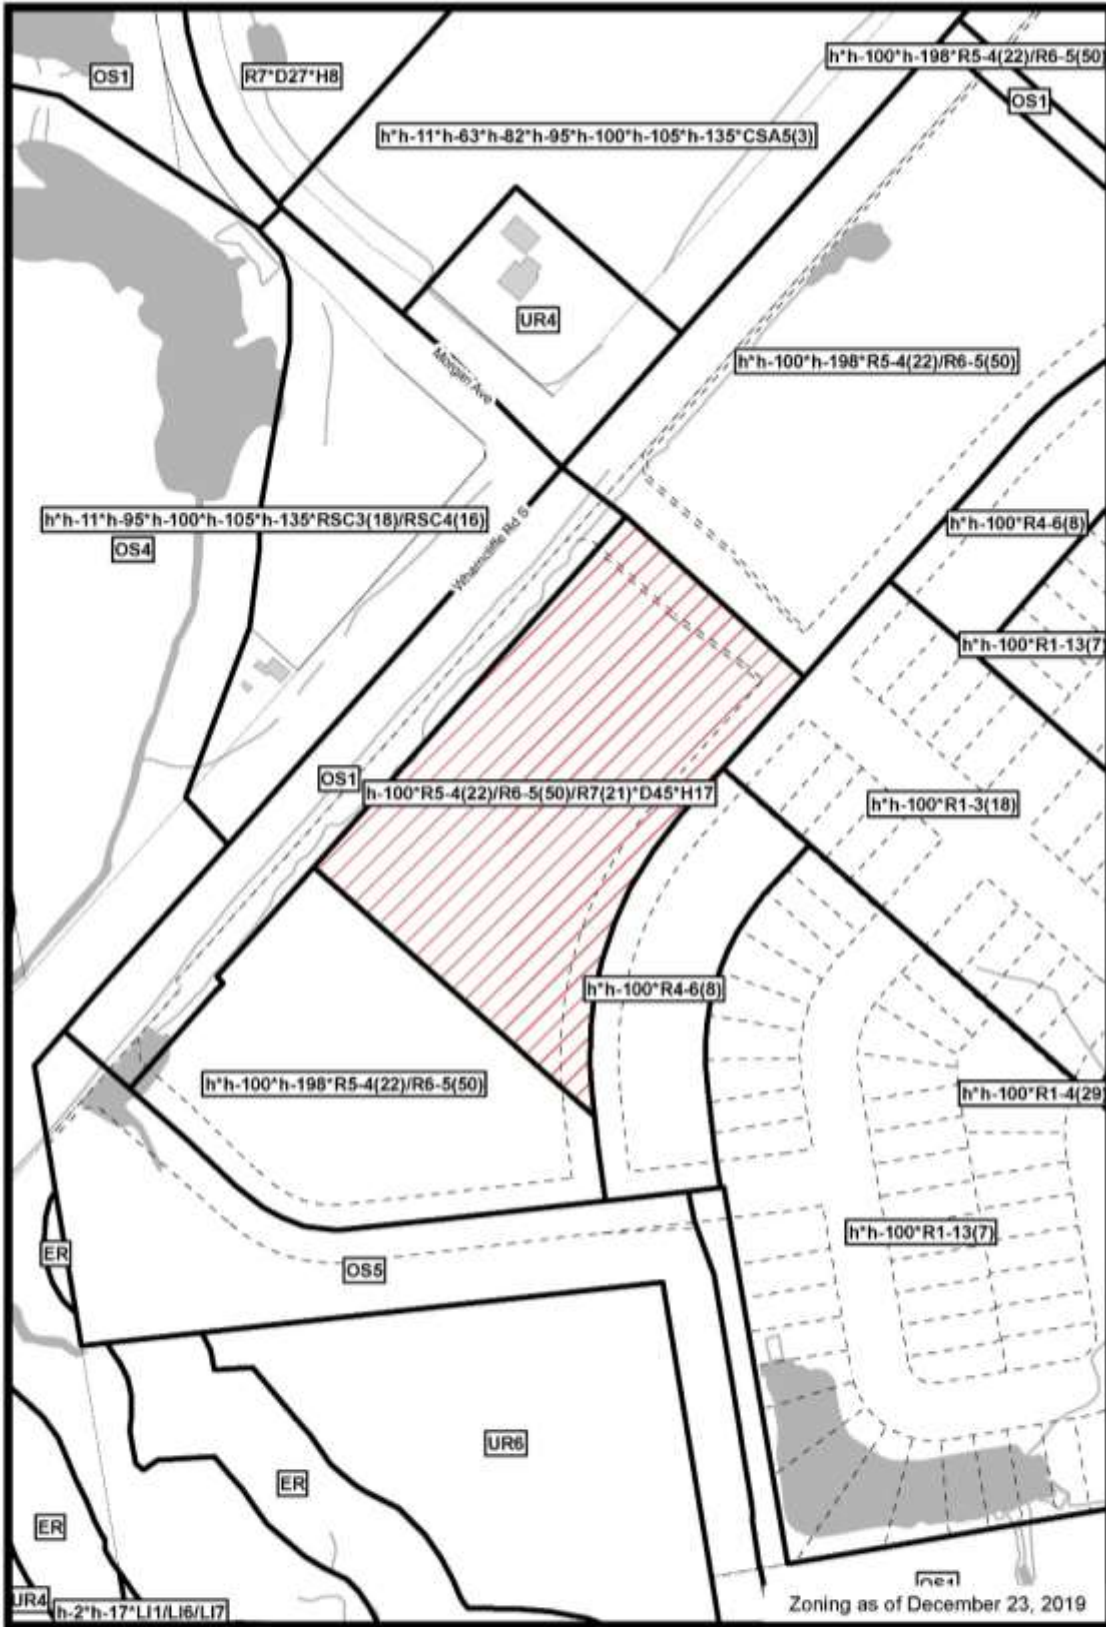 h*h-100*h-198*R5-4(22)/R6-5(50)
OS1
R7*D27*H8
OS1
h*h-11*h-63*h-82*h-95*h-100*h-105*h-135*CSA5(3)
UR4
Morgan Ave
h*h-100*h-198*R5-4(22)/R6-5(50)
h*h-11*h-95*h-100*h-105*h-135*RSC3(18)/RSC4(16)
h*h-100*R4-6(8)
OS4
Wharncliffe Rd S
h*h-100*R1-13(7)
OS1
h-100*R5-4(22)/R6-5(50)/R7(21)*D45*H17
h*h-100*R1-3(18)
h*h-100*R4-6(8)
h*h-100*h-198*R5-4(22)/R6-5(50)
h*h-100*R1-4(29)
h*h-100*R1-13(7)
ER
OS5
UR6
ER
ER
OS1
UR4
h-2*h-17*LI1/LI6/LI7
Zoning as of December 23, 2019